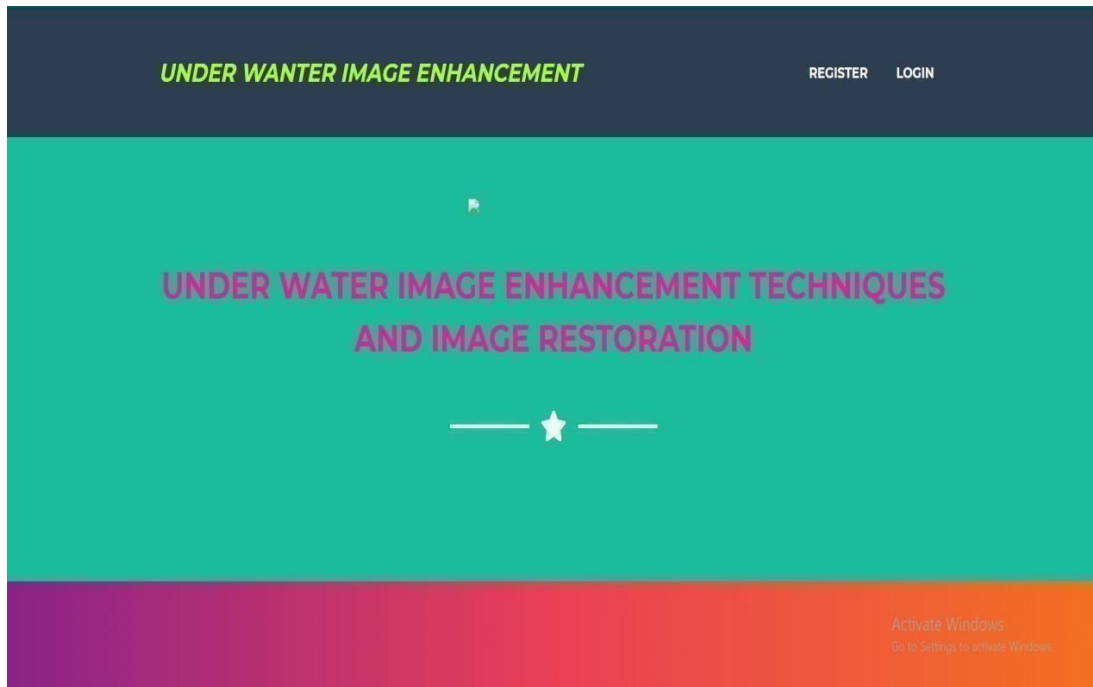 UNDER WANTER IMAGE ENHANCEMENT
REGISTER LOGIN
UNDER WATER IMAGE ENHANCEMENT TECHNIQUES
AND IMAGE RESTORATION
Activate Windows
Go to Settings to activate Windows.